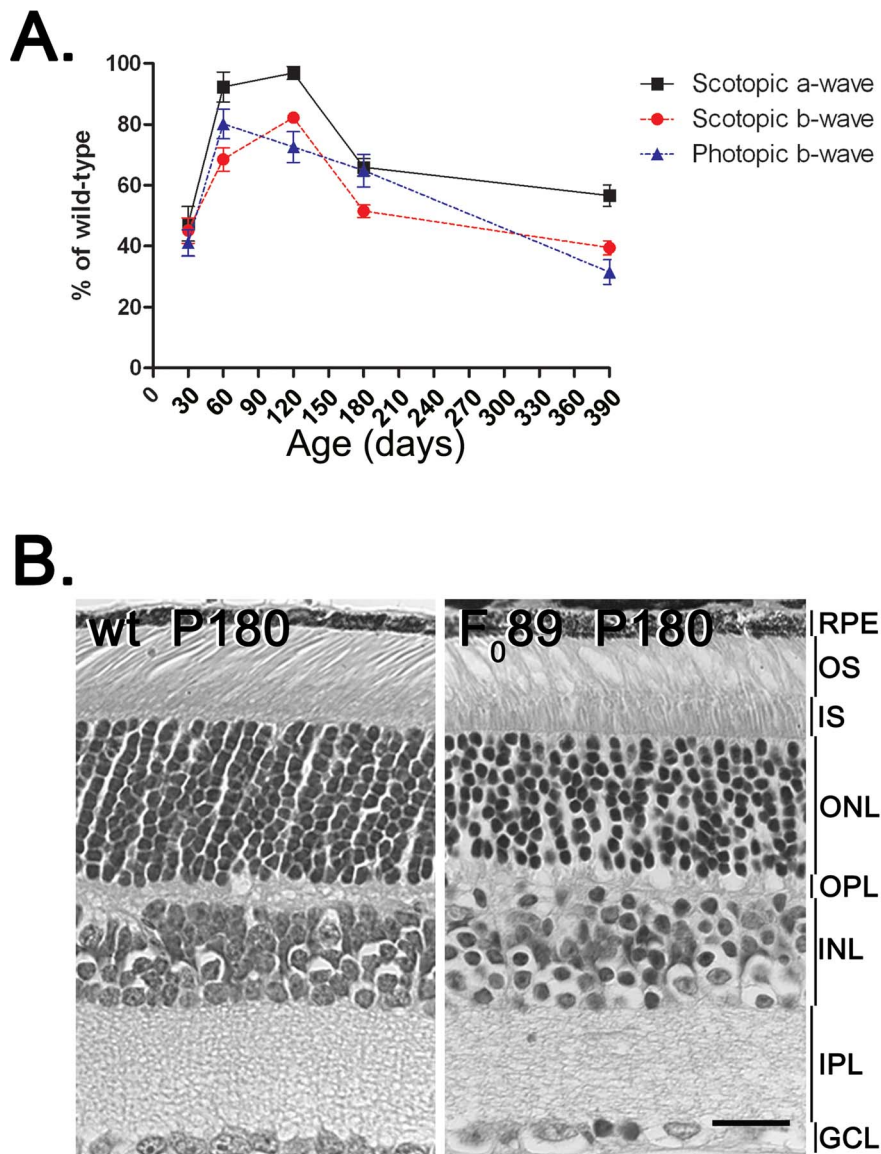 A.
100
80
60
40
20
0
% of wild-type
0 30 60 90 120 150 180 210 240 270 300 330 360 390
Age (days)
Scotopic a-wave
Scotopic b-wave
Photopic b-wave
B.
wt P180
F089 P180
RPE
OS
IS
ONL
OPL
INL
IPL
GCL